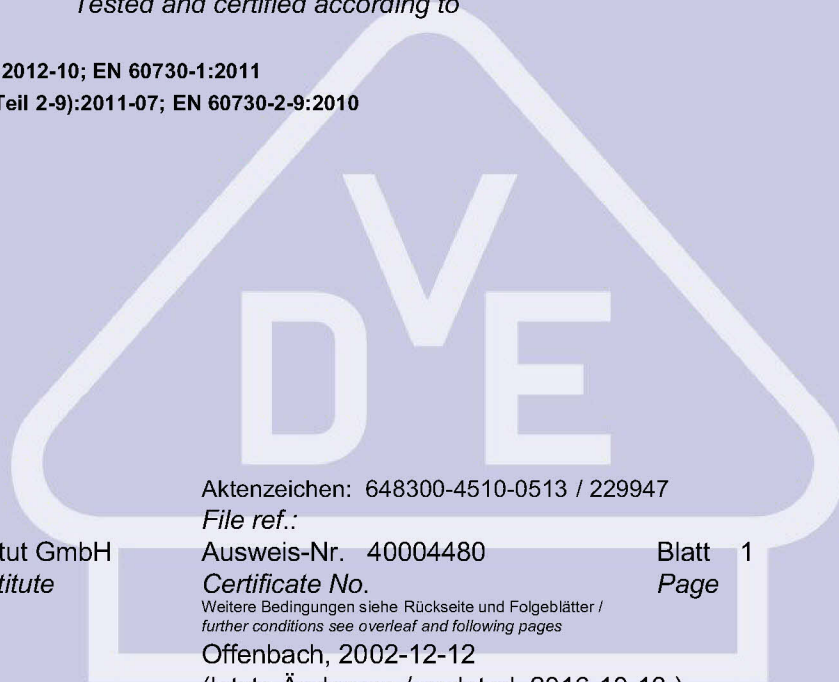 Tested and certified according to
2012-10; EN 60730-1:2011
Teil 2-9):2011-07; EN 60730-2-9:2010
VDE
Aktenzeichen: 648300-4510-0513 / 229947
File ref.:
tut GmbH Ausweis-Nr. 40004480 Blatt 1
titute Certificate No. Page
Weitere Bedingungen siehe Rückseite und Folgeblätter /
further conditions see overleaf and following pages
Offenbach, 2002-12-12